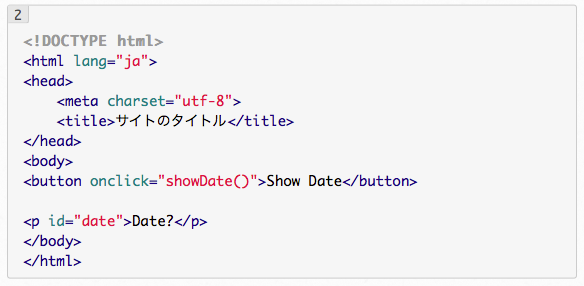 2
<!DOCTYPE html>
<html lang="ja">
<head>
    <meta charset="utf-8">
    <title>サイトのタイトル</title>
</head>
<body>
<button onclick="showDate()">Show Date</button>

<p id="date">Date?</p>
</body>
</html>